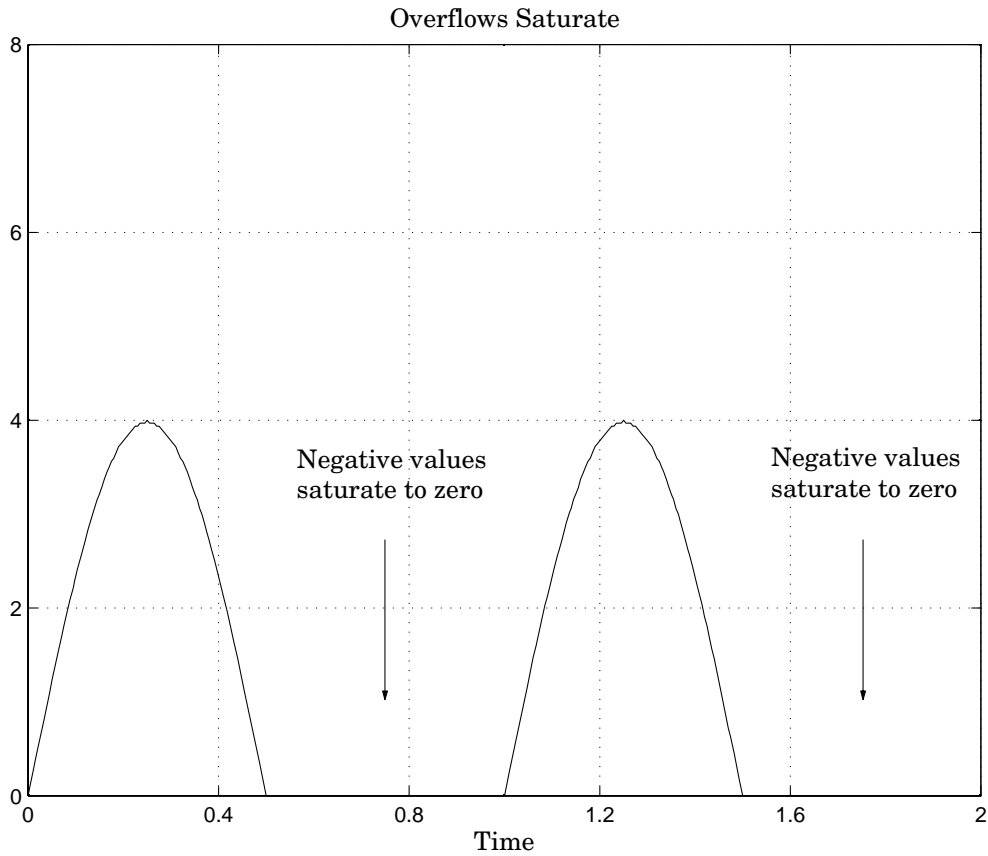 Overflows Saturate
8
6
4
2
0
Negative values
saturate to zero
Negative values
saturate to zero
0 0.4 0.8 1.2 1.6 2
Time